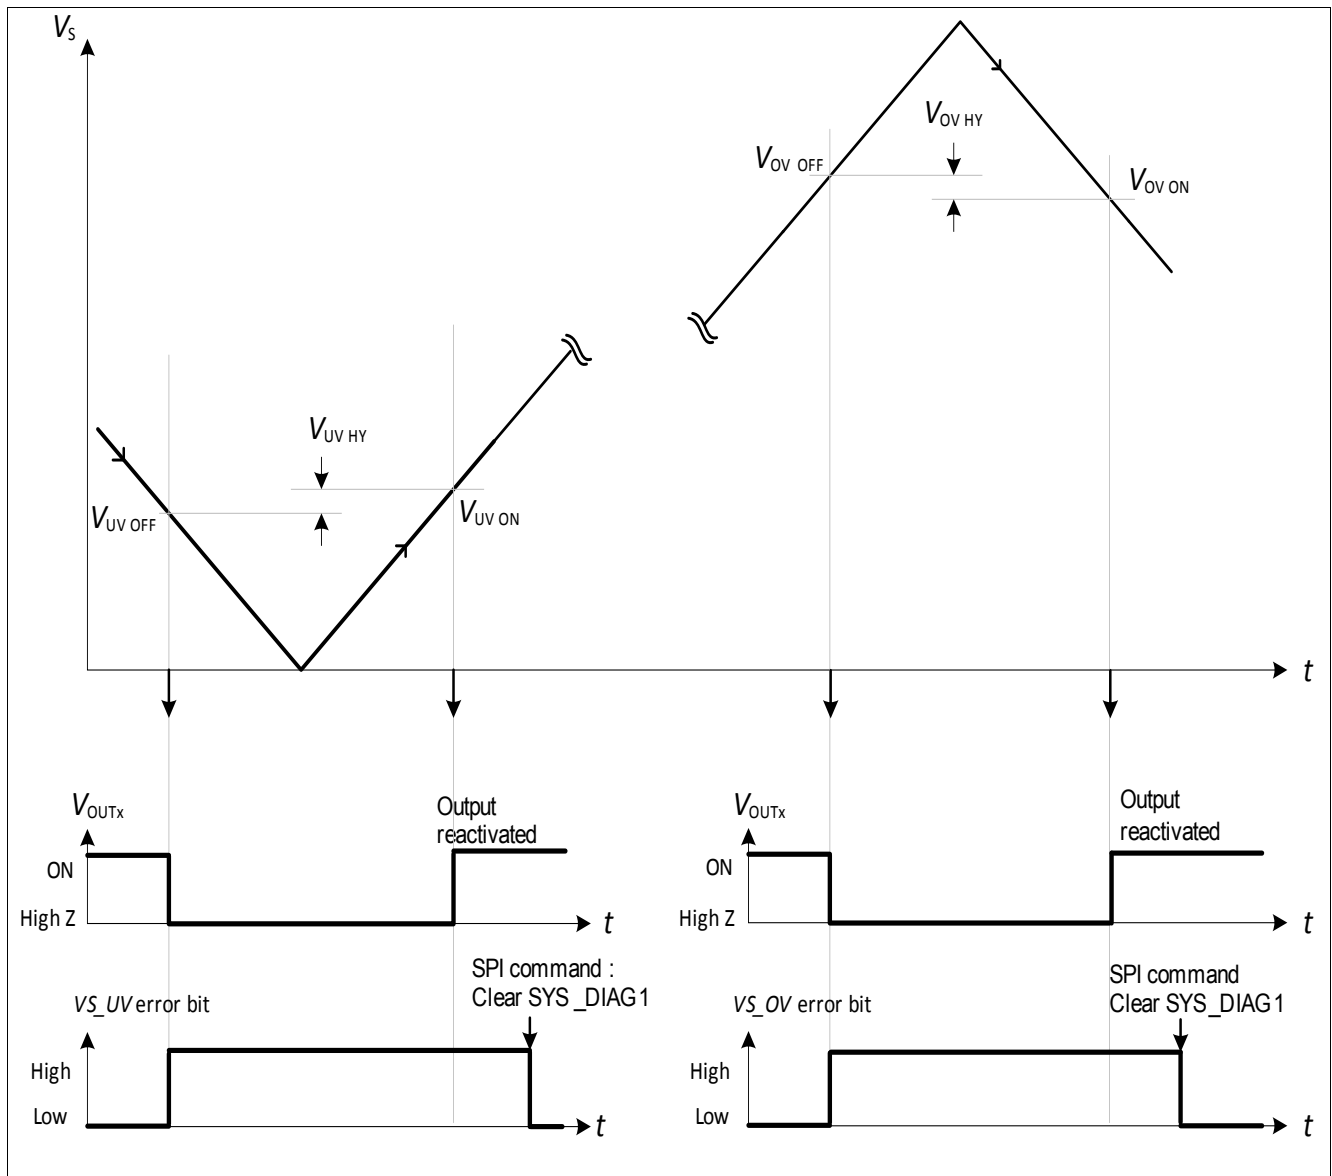 VS
VOV HY
VOV OFF
VOV ON
VUV HY
VUV OFF
VUV ON
t
VOUTx
Output
reactivated
ON
High Z
t
VOUTx
Output
reactivated
ON
High Z
t
SPI command :
Clear SYS_DIAG1
VS_UV error bit
High
Low
t
SPI command
Clear SYS_DIAG1
VS_OV error bit
High
Low
t